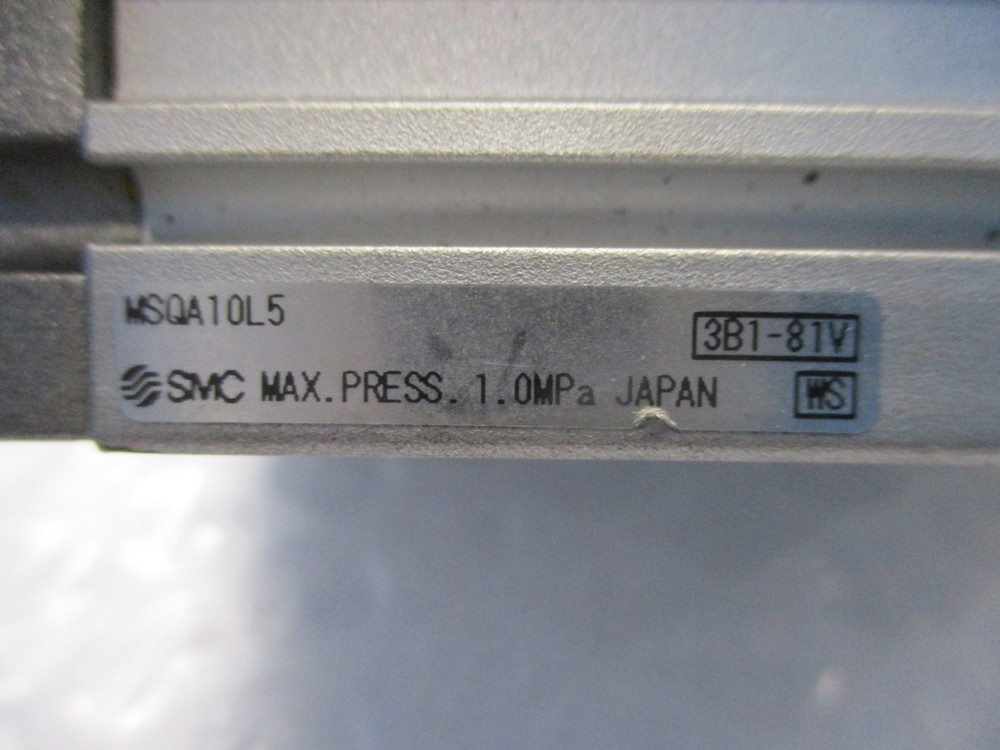 MSQA10L5
3B1-81V
SMC MAX.PRESS. 1.0MPa JAPAN
WS